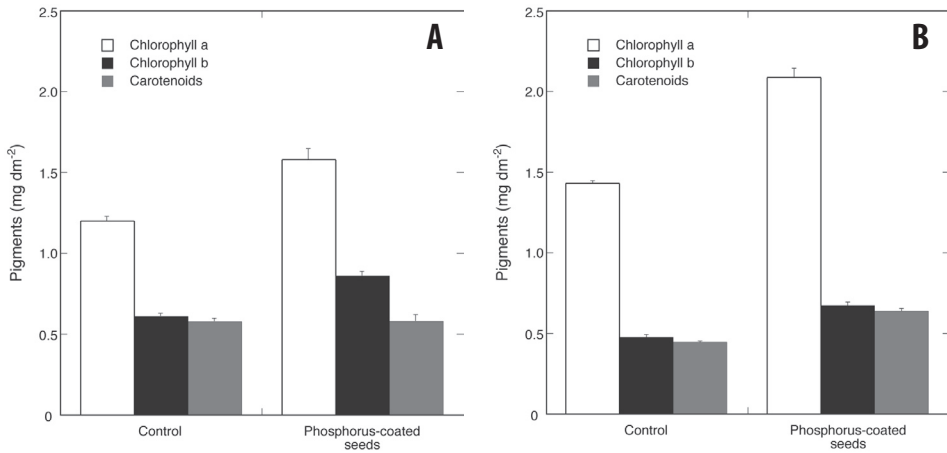 A
Chlorophyll a
Chlorophyll b
Carotenoids
Pigments (mg dm-2)
2.5
2.0
1.5
1.0
0.5
0
Control
Phosphorus-coated
seeds
B
Chlorophyll a
Chlorophyll b
Carotenoids
Pigments (mg dm-2)
2.5
2.0
1.5
1.0
0.5
0
Control
Phosphorus-coated
seeds